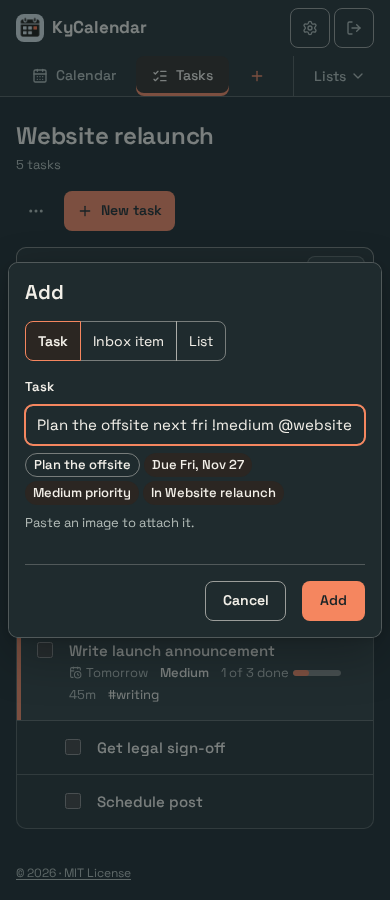 KyCalendar
Calendar
Tasks
Lists
Website relaunch
5 tasks
New task
Add
Task
Inbox item
List
Task
Plan the offsite next fri !medium @website
Plan the offsite
Due Fri, Nov 27
Medium priority
In Website relaunch
Paste an image to attach it.
Cancel
Add
Write launch announcement
Tomorrow Medium 1 of 3 done
45m #writing
Get legal sign-off
Schedule post
© 2026 · MIT License